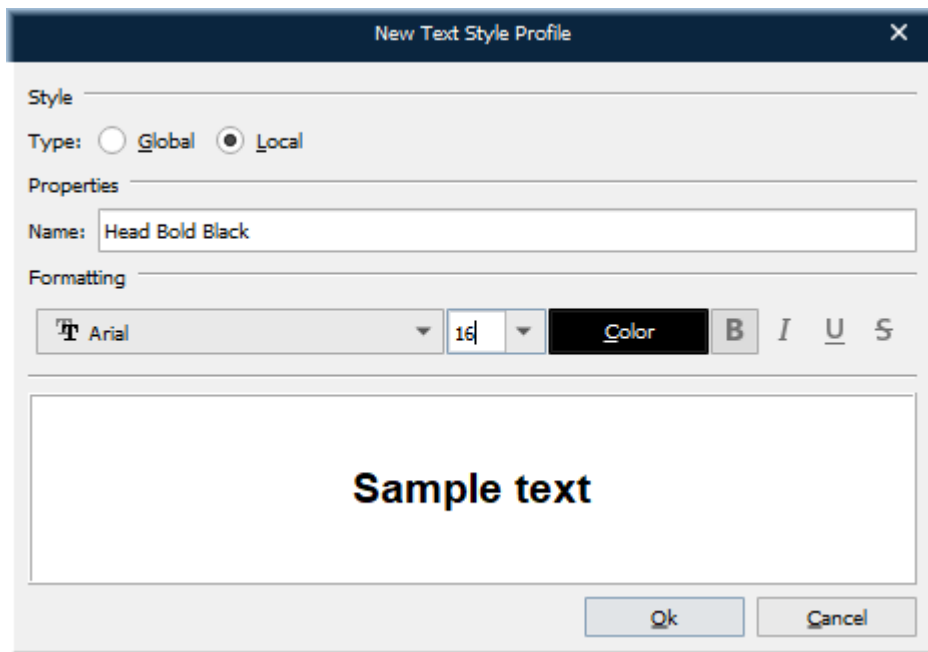 New Text Style Profile
Style
Type: Global Local
Properties
Name: Head Bold Black
Formatting
Arial 16 Color B I U S
Sample text
Ok Cancel